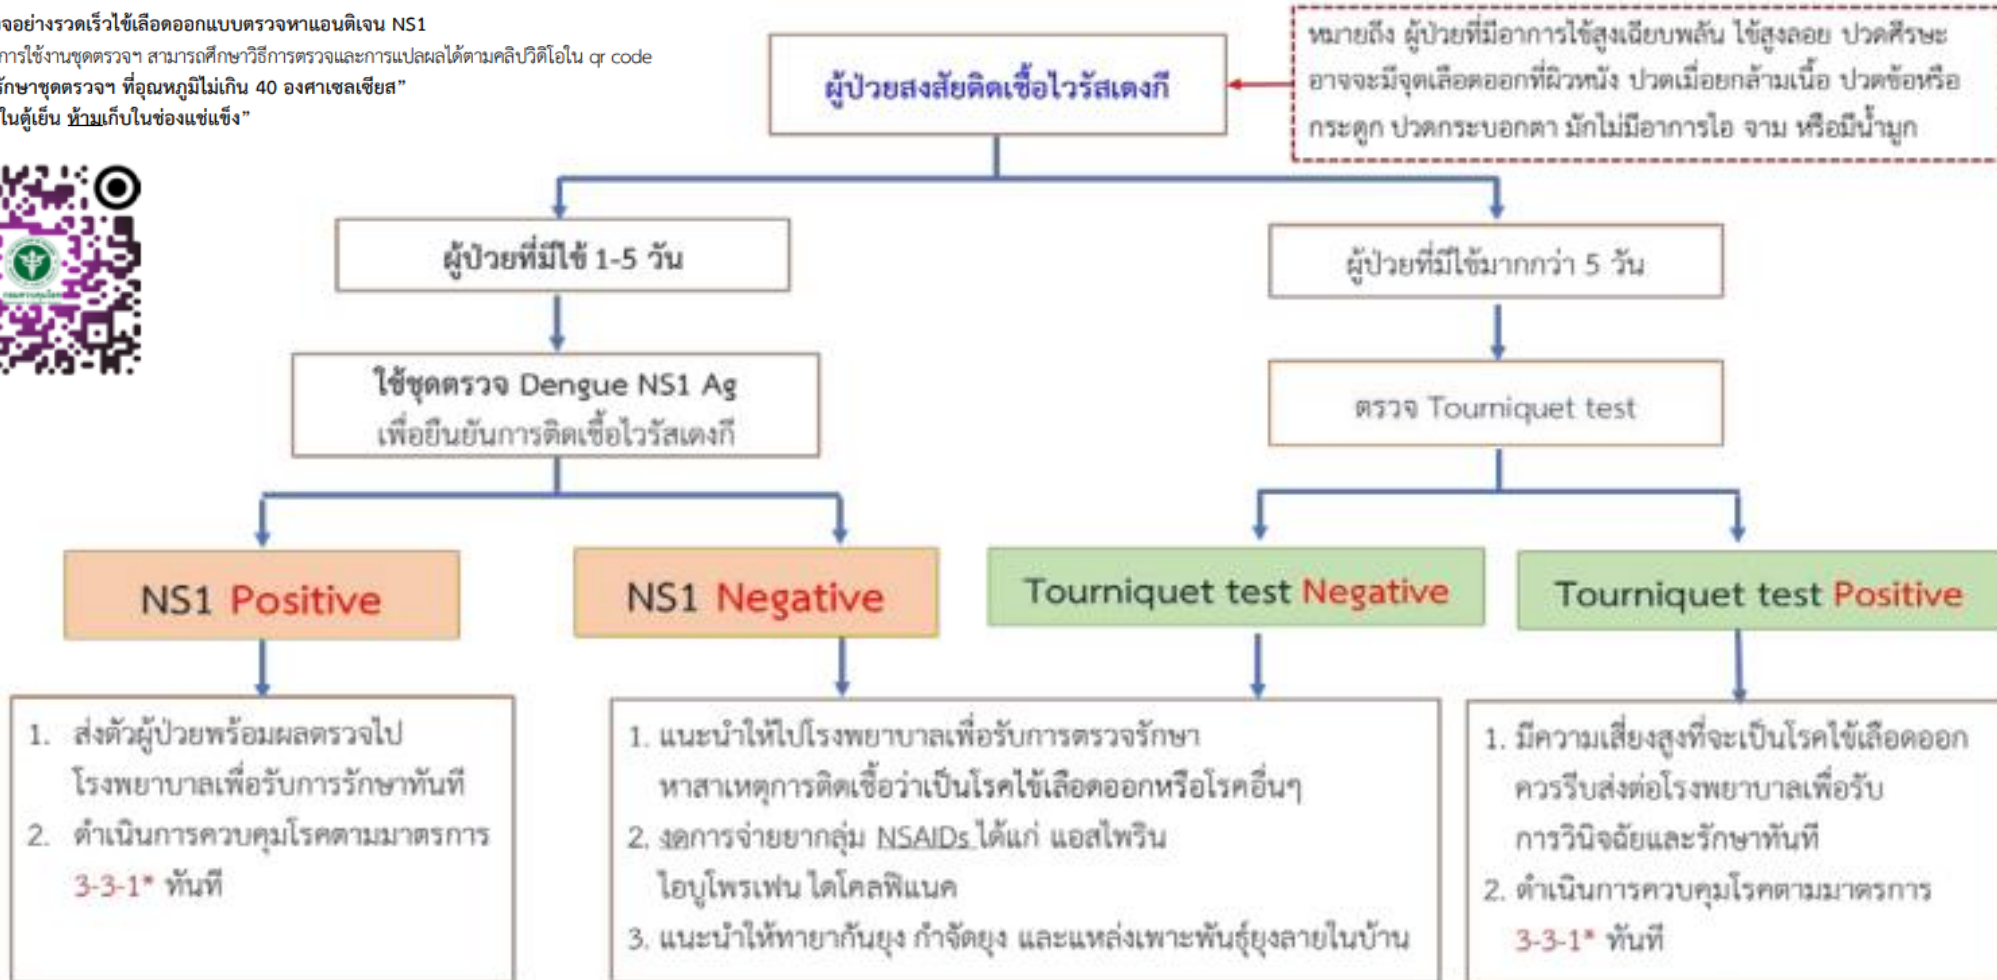 จอย่างรวดเร็วไข้เลือดออกแบบตรวจหาแอนติเจน NS1
การใช้งานชุดตรวจฯ สามารถศึกษาวิธีการตรวจและการแปลผลได้ตามคลิปวิดิโอใน qr code
รักษาชุดตรวจฯ ที่อุณหภูมิไม่เกิน 40 องศาเซลเซียส”
ในตู้เย็น ห้ามเก็บในช่องแช่แข็ง”
ผู้ป่วยสงสัยติดเชื้อไวรัสเดงกี
หมายถึง ผู้ป่วยที่มีอาการไข้สูงเฉียบพลัน ไข้สูงลอย ปวดศีรษะ
อาจจะมีจุดเลือดออกที่ผิวหนัง ปวดเมื่อยกล้ามเนื้อ ปวดข้อหรือ
กระดูก ปวดกระบอกตา มักไม่มีอาการไอ จาม หรือมีน้ำมูก
ผู้ป่วยที่มีไข้ 1-5 วัน
ผู้ป่วยที่มีไข้มากกว่า 5 วัน
ใช้ชุดตรวจ Dengue NS1 Ag
เพื่อยืนยันการติดเชื้อไวรัสเดงกี
ตรวจ Tourniquet test
NS1 Positive
NS1 Negative
Tourniquet test Negative
Tourniquet test Positive
1. ส่งตัวผู้ป่วยพร้อมผลตรวจไป
โรงพยาบาลเพื่อรับการรักษาทันที
2. ดำเนินการควบคุมโรคตามมาตรการ
3-3-1* ทันที
1. แนะนำให้ไปโรงพยาบาลเพื่อรับการตรวจรักษา
หาสาเหตุการติดเชื้อว่าเป็นโรคไข้เลือดออกหรือโรคอื่นๆ
2. งดการจ่ายยากลุ่ม NSAIDs ได้แก่ แอสไพริน
ไอบูโพรเฟน ไดโคลฟิแนค
3. แนะนำให้ทายากันยุง กำจัดยุง และแหล่งเพาะพันธุ์ยุงลายในบ้าน
1. มีความเสี่ยงสูงที่จะเป็นโรคไข้เลือดออก
ควรรีบส่งต่อโรงพยาบาลเพื่อรับ
การวินิจฉัยและรักษาทันที
2. ดำเนินการควบคุมโรคตามมาตรการ
3-3-1* ทันที